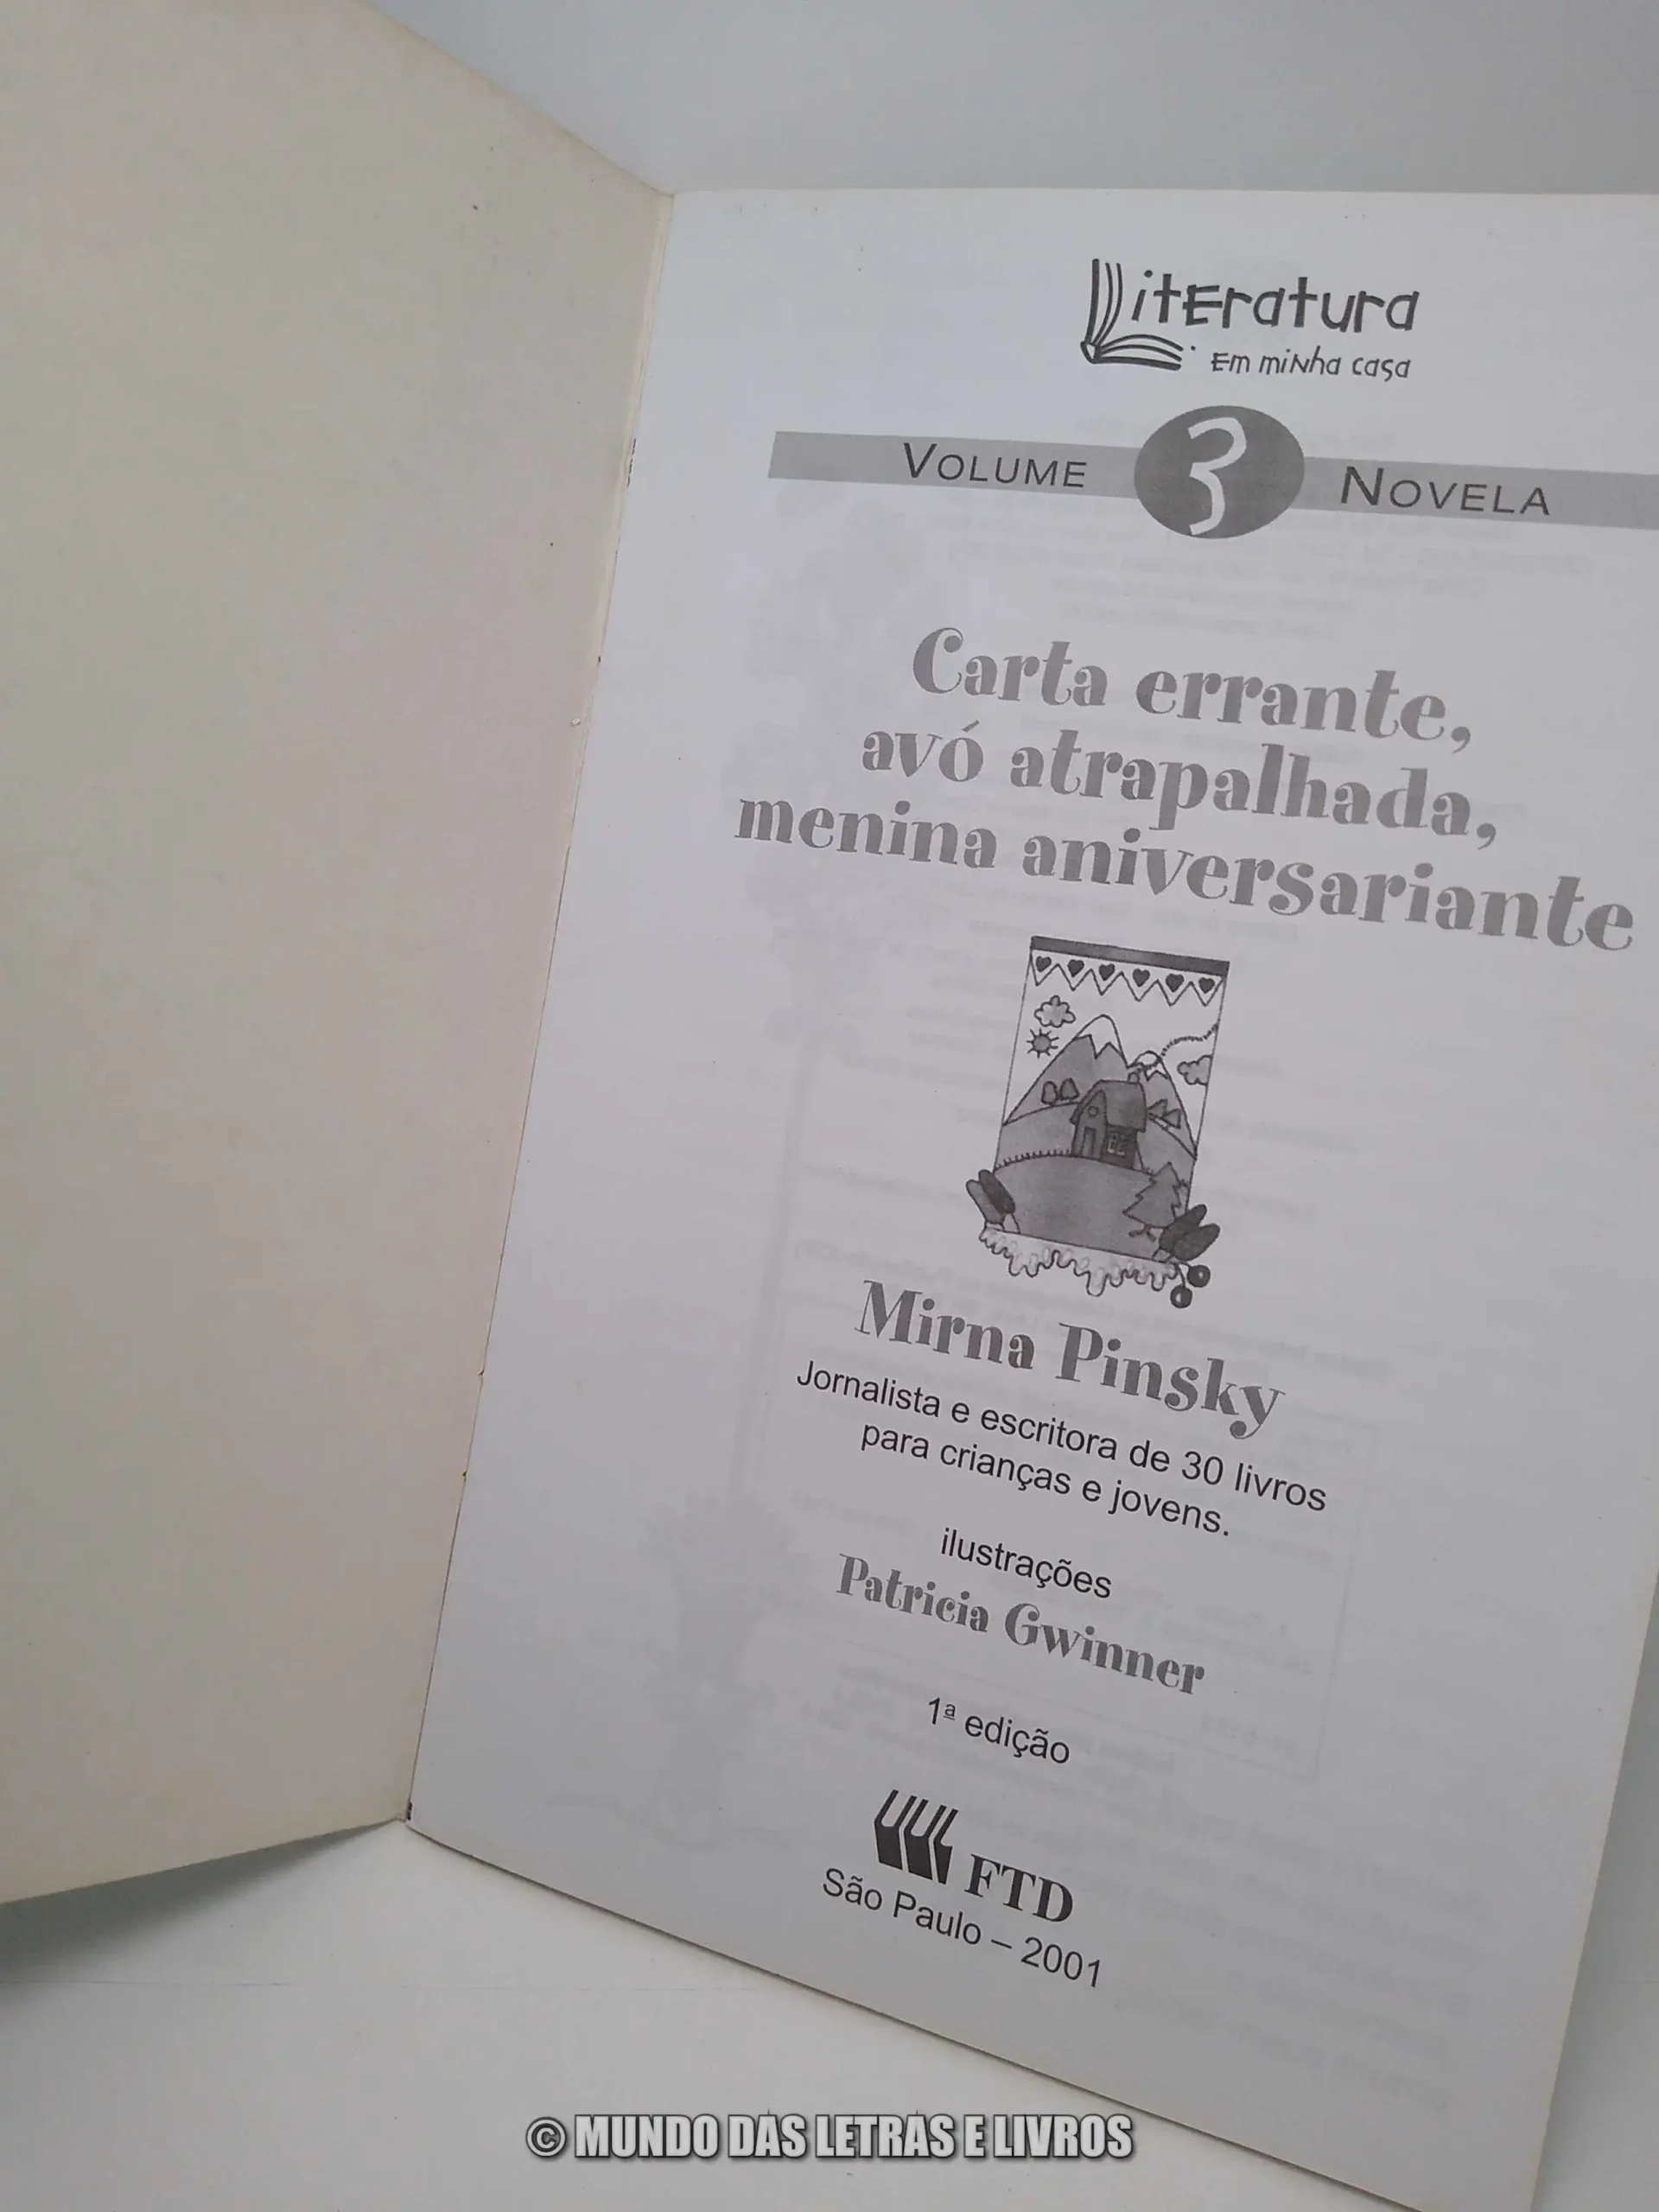 Literatura
Em minha casa
VOLUME 3 NOVELA
Carta errante,
avó atrapalhada,
menina aniversariante
Mirna Pinsky
Jornalista e escritora de 30 livros
para crianças e jovens.
ilustrações
Patricia Gwinner
1ª edição
FTD
São Paulo – 2001
© MUNDO DAS LETRAS E LIVROS